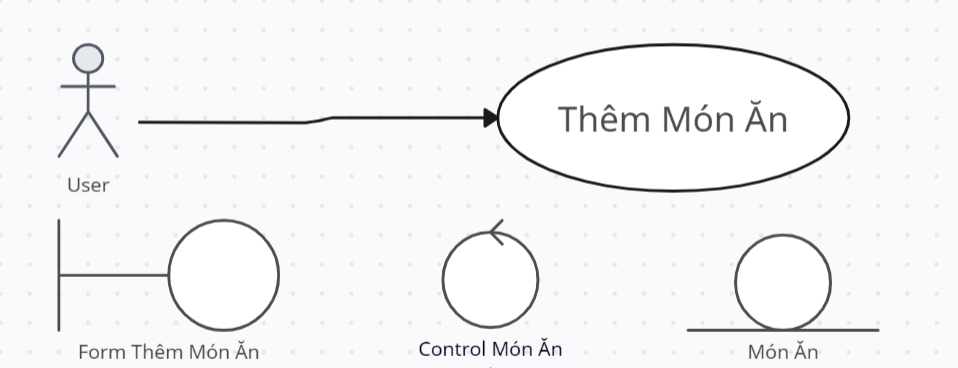 Thêm Món Ăn
User
Form Thêm Món Ăn
Control Món Ăn
Món Ăn